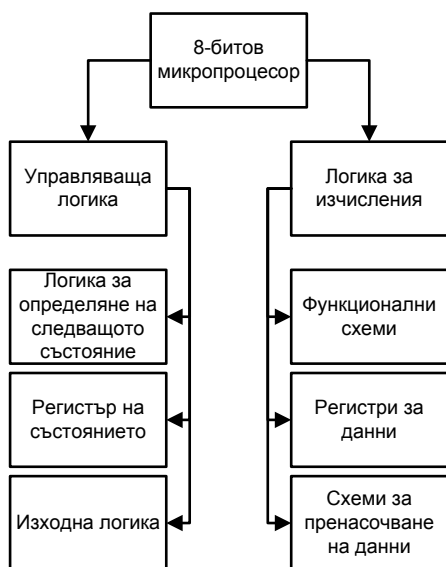 8-битов
микропроцесор
Управляваща
логика
Логика за
изчисления
Логика за
определяне на
следващото
състояние
Функционални
схеми
Регистър на
състоянието
Регистри за
данни
Изходна логика
Схеми за
пренасочване
на данни